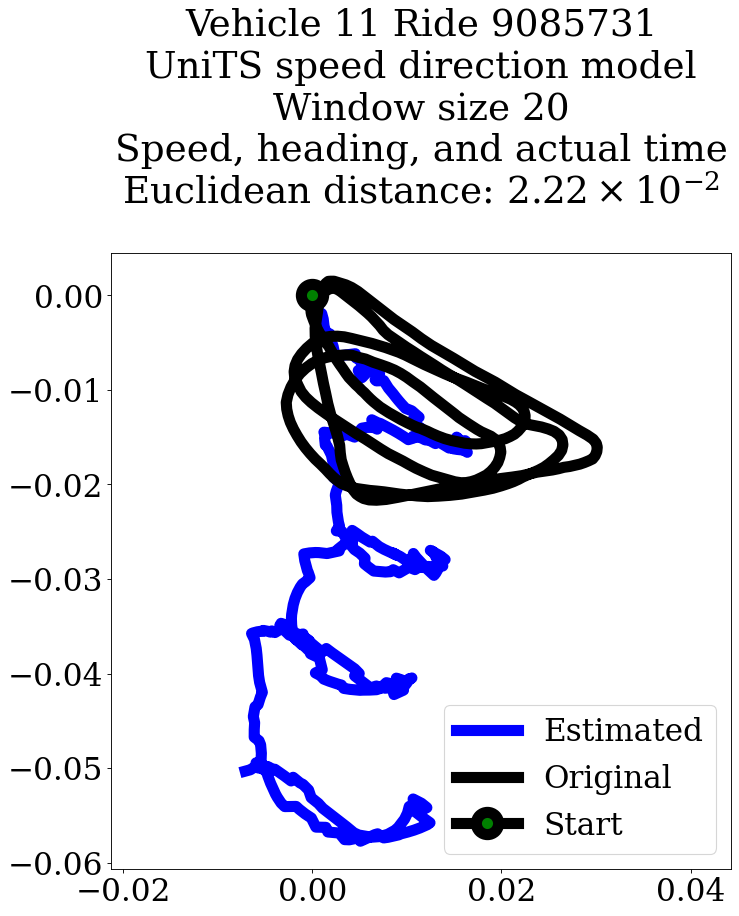 Vehicle 11 Ride 9085731
UniTS speed direction model
Window size 20
Speed, heading, and actual time
Euclidean distance: 2.22 × 10⁻²
0.00
−0.01
−0.02
−0.03
−0.04
−0.05
−0.06
Estimated
Original
Start
−0.02 0.00 0.02 0.04